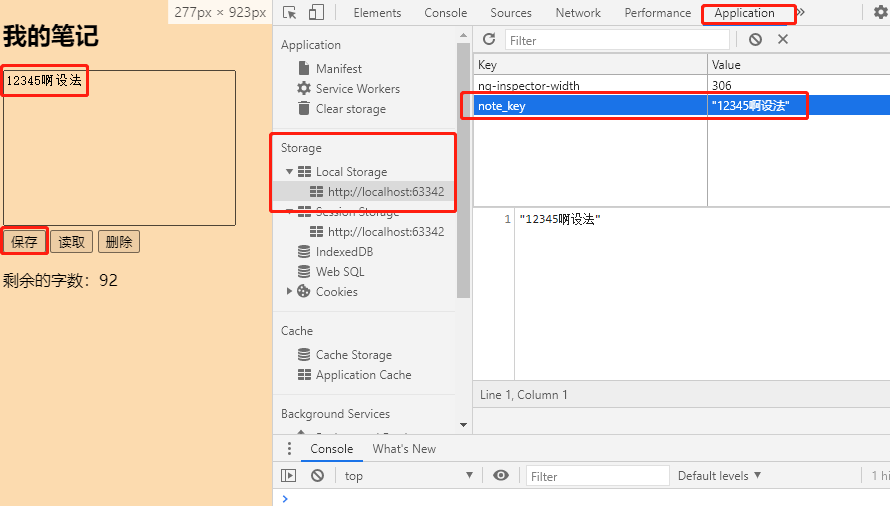 277px × 923px
我的笔记
12345啊设法
保存 读取 删除
剩余的字数：92
Elements Console Sources Network Performance Application »
Application
Manifest
Service Workers
Clear storage
Storage
Local Storage
http://localhost:63342
Session Storage
http://localhost:63342
IndexedDB
Web SQL
Cookies
Cache
Cache Storage
Application Cache
Background Services
Filter
Key Value
ng-inspector-width 306
note_key "12345啊设法"
1 "12345啊设法"
Line 1, Column 1
Console What's New
top Filter Default levels ▼ 1 hi